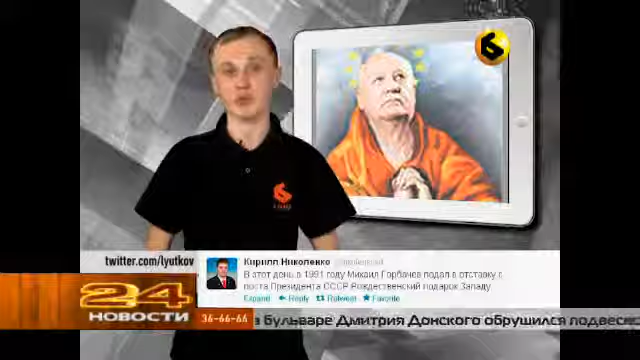 twitter.com/lyutkov
Кирилл Николенко
В этот день в 1991 году Михаил Горбачев подал в отставку с
поста Президента СССР. Рождественский подарок Западу
Expand Reply Retweet Favorite
24
НОВОСТИ
36-66-66
а бульваре Дмитрия Донского обрушился подвес